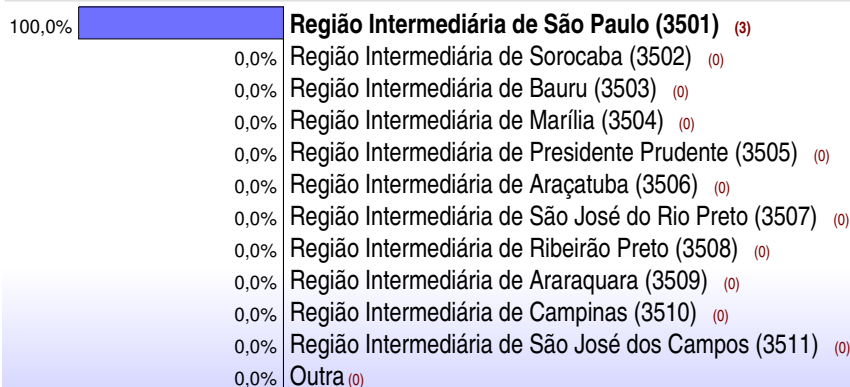 100,0% Região Intermediária de São Paulo (3501) (3)
0,0% Região Intermediária de Sorocaba (3502) (0)
0,0% Região Intermediária de Bauru (3503) (0)
0,0% Região Intermediária de Marília (3504) (0)
0,0% Região Intermediária de Presidente Prudente (3505) (0)
0,0% Região Intermediária de Araçatuba (3506) (0)
0,0% Região Intermediária de São José do Rio Preto (3507) (0)
0,0% Região Intermediária de Ribeirão Preto (3508) (0)
0,0% Região Intermediária de Araraquara (3509) (0)
0,0% Região Intermediária de Campinas (3510) (0)
0,0% Região Intermediária de São José dos Campos (3511) (0)
0,0% Outra (0)